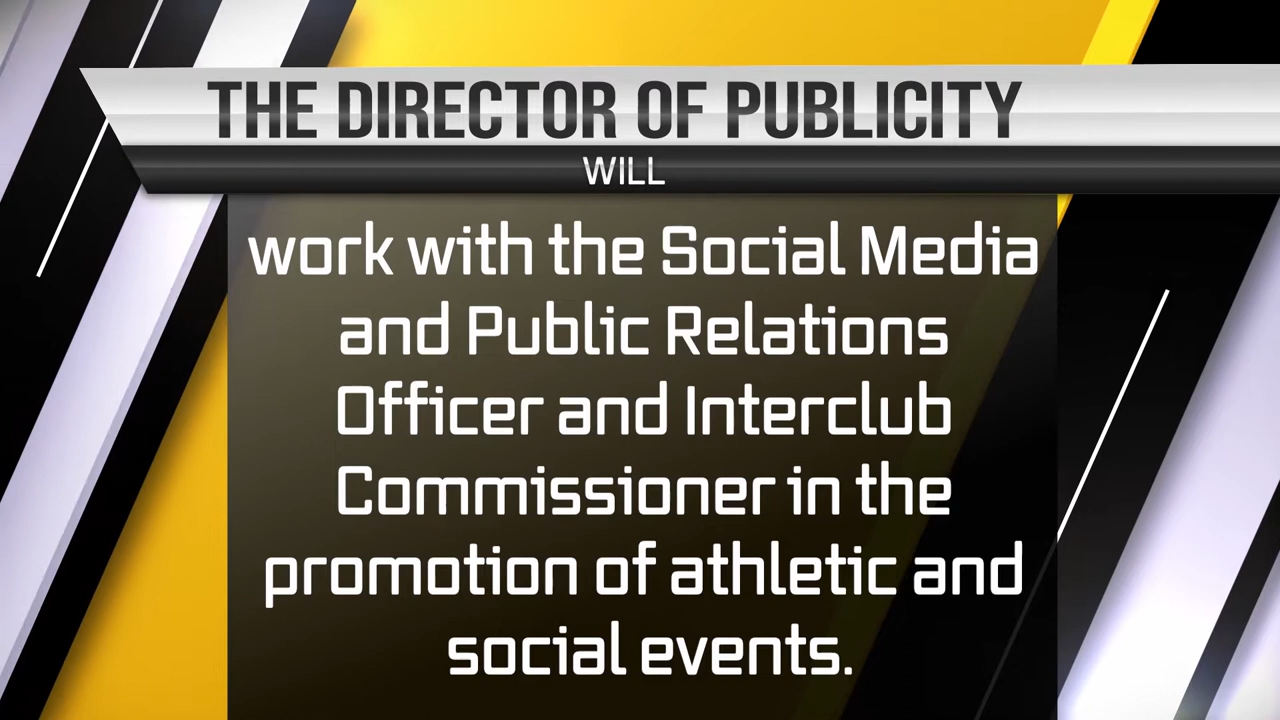 THE DIRECTOR OF PUBLICITY
WILL
work with the Social Media
and Public Relations
Officer and Interclub
Commissioner in the
promotion of athletic and
social events.